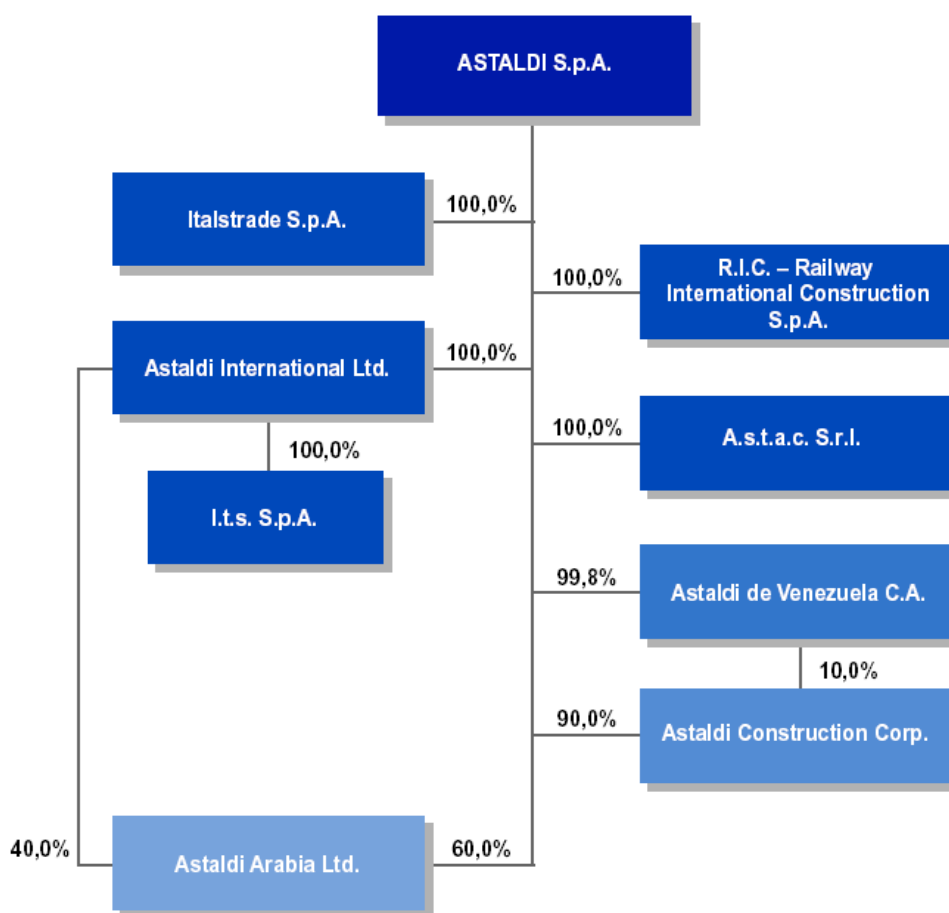 ASTALDI S.p.A.
Italstrade S.p.A.
100,0%
100,0%
R.I.C. – Railway
International Construction
S.p.A.
Astaldi International Ltd.
100,0%
100,0%
I.t.s. S.p.A.
100,0%
A.s.t.a.c. S.r.l.
99,8%
Astaldi de Venezuela C.A.
10,0%
90,0%
Astaldi Construction Corp.
40,0%
Astaldi Arabia Ltd.
60,0%